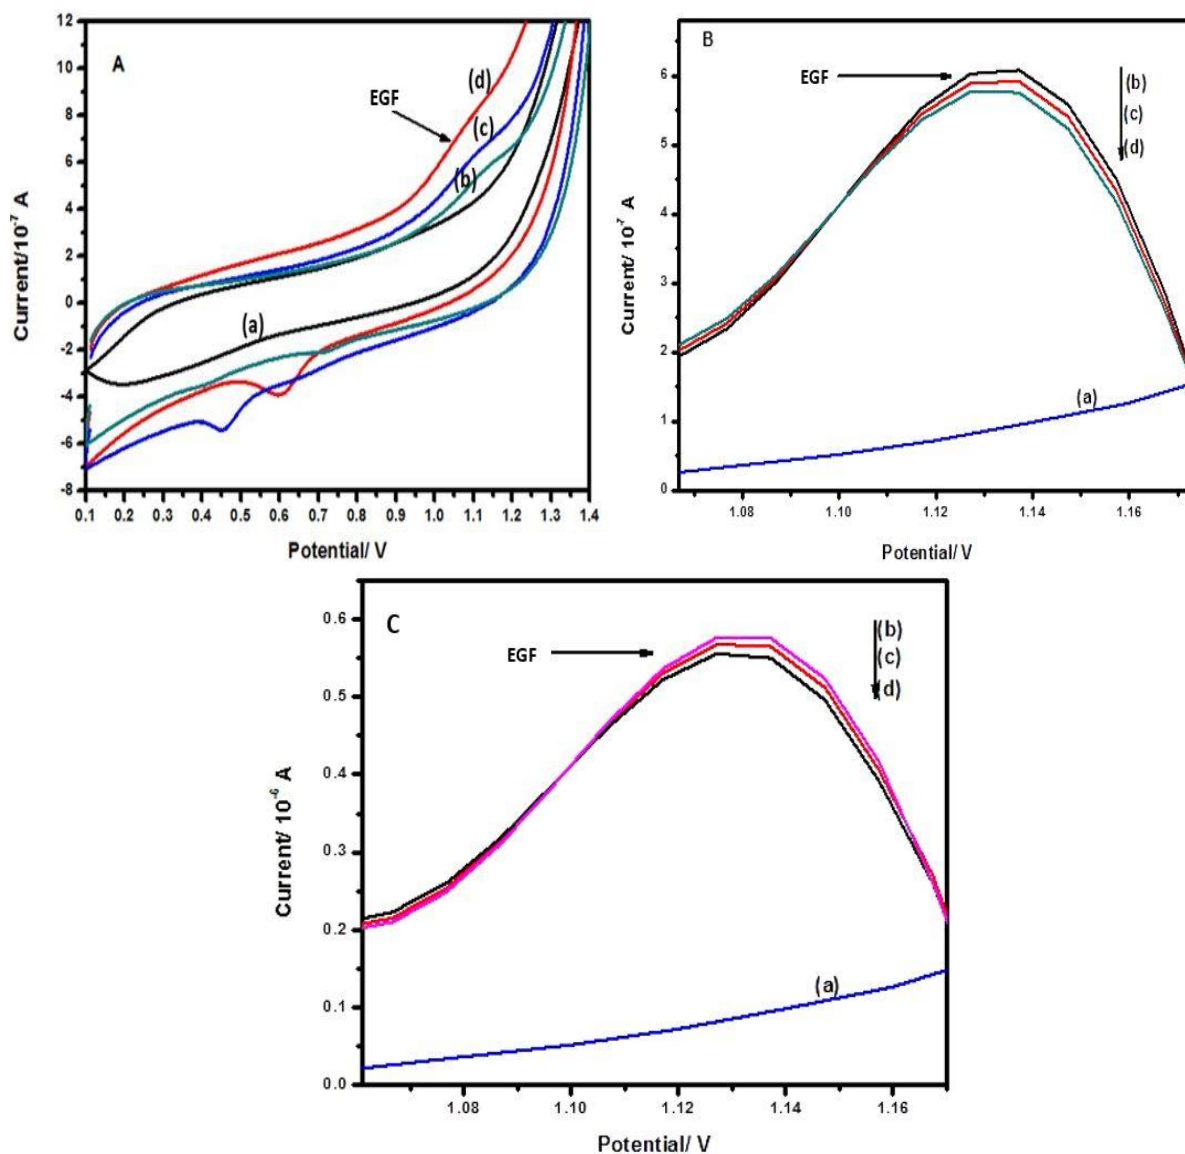 A
EGF
(d)
(c)
(b)
(a)
Current/10⁻⁷ A
12
10
8
6
4
2
0
-2
-4
-6
-8
0.1 0.2 0.3 0.4 0.5 0.6 0.7 0.8 0.9 1.0 1.1 1.2 1.3 1.4
Potential/ V
B
EGF
(b)
(c)
(d)
(a)
Current/ 10⁻⁷ A
6
5
4
3
2
1
0
1.08 1.10 1.12 1.14 1.16
Potential/ V
C
EGF
(b)
(c)
(d)
(a)
Current/ 10⁻⁶ A
0.6
0.5
0.4
0.3
0.2
0.1
0.0
1.08 1.10 1.12 1.14 1.16
Potential/ V